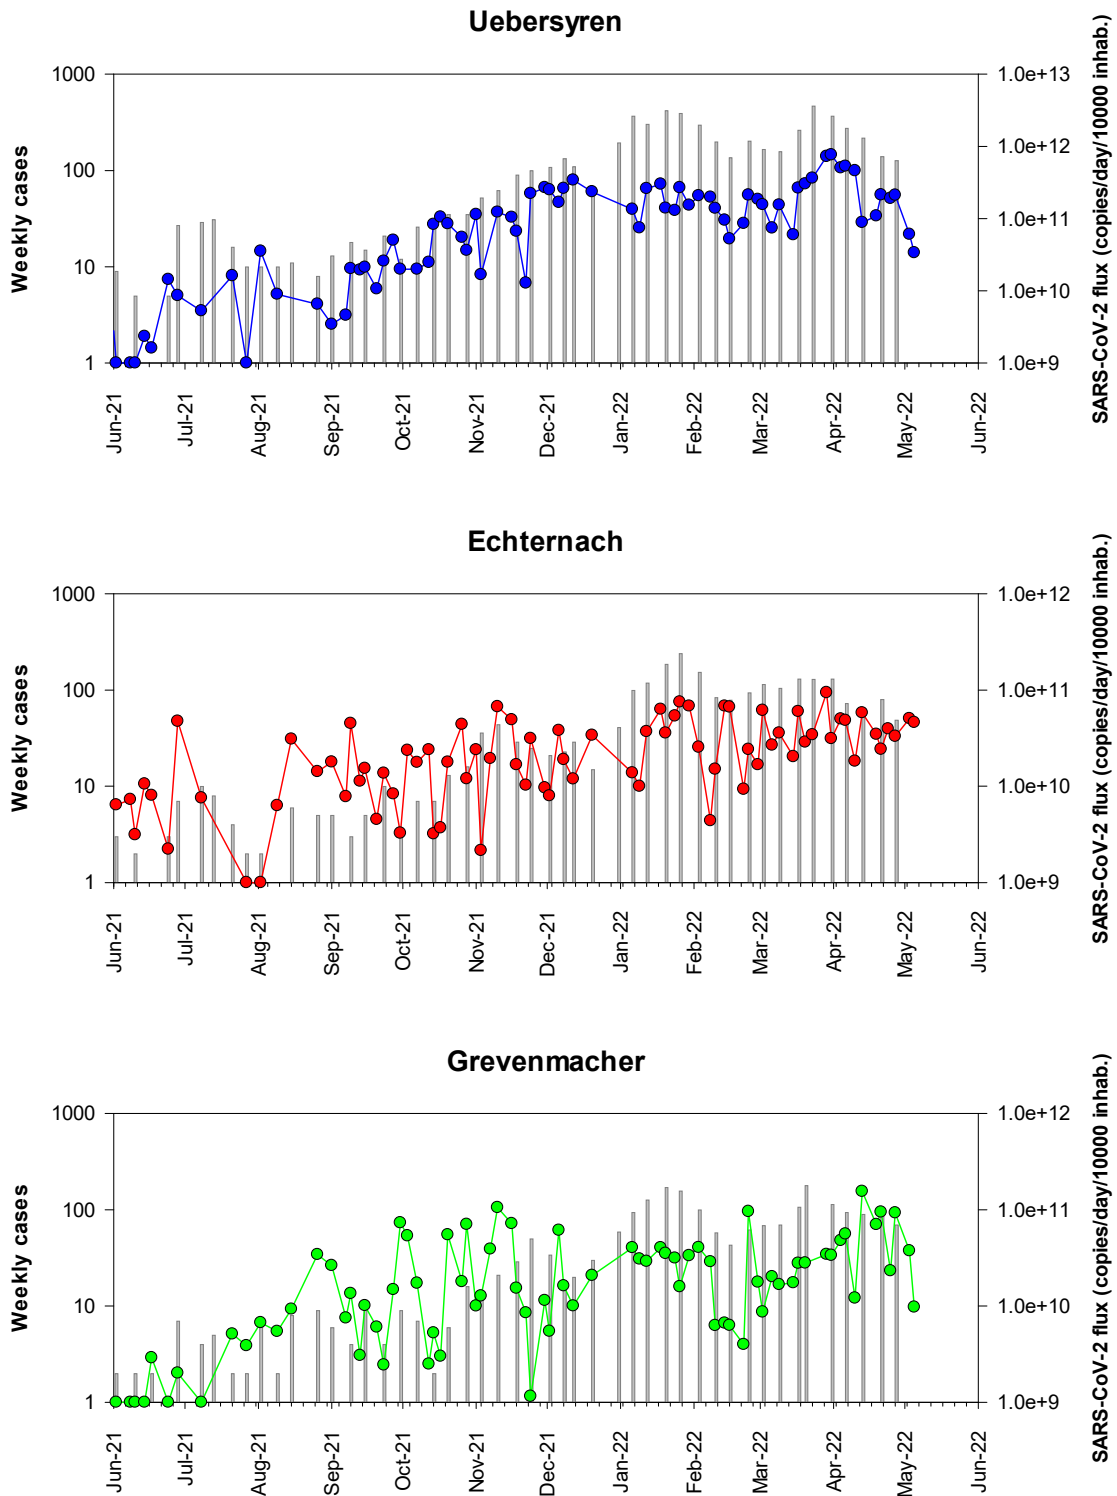 Uebersyren
Weekly cases
1000
100
10
1
SARS-CoV-2 flux (copies/day/10000 inhab.)
1.0e+13
1.0e+12
1.0e+11
1.0e+10
1.0e+9
Jun-21
Jul-21
Aug-21
Sep-21
Oct-21
Nov-21
Dec-21
Jan-22
Feb-22
Mar-22
Apr-22
May-22
Jun-22
Echternach
Weekly cases
1000
100
10
1
SARS-CoV-2 flux (copies/day/10000 inhab.)
1.0e+12
1.0e+11
1.0e+10
1.0e+9
Jun-21
Jul-21
Aug-21
Sep-21
Oct-21
Nov-21
Dec-21
Jan-22
Feb-22
Mar-22
Apr-22
May-22
Jun-22
Grevenmacher
Weekly cases
1000
100
10
1
SARS-CoV-2 flux (copies/day/10000 inhab.)
1.0e+12
1.0e+11
1.0e+10
1.0e+9
Jun-21
Jul-21
Aug-21
Sep-21
Oct-21
Nov-21
Dec-21
Jan-22
Feb-22
Mar-22
Apr-22
May-22
Jun-22